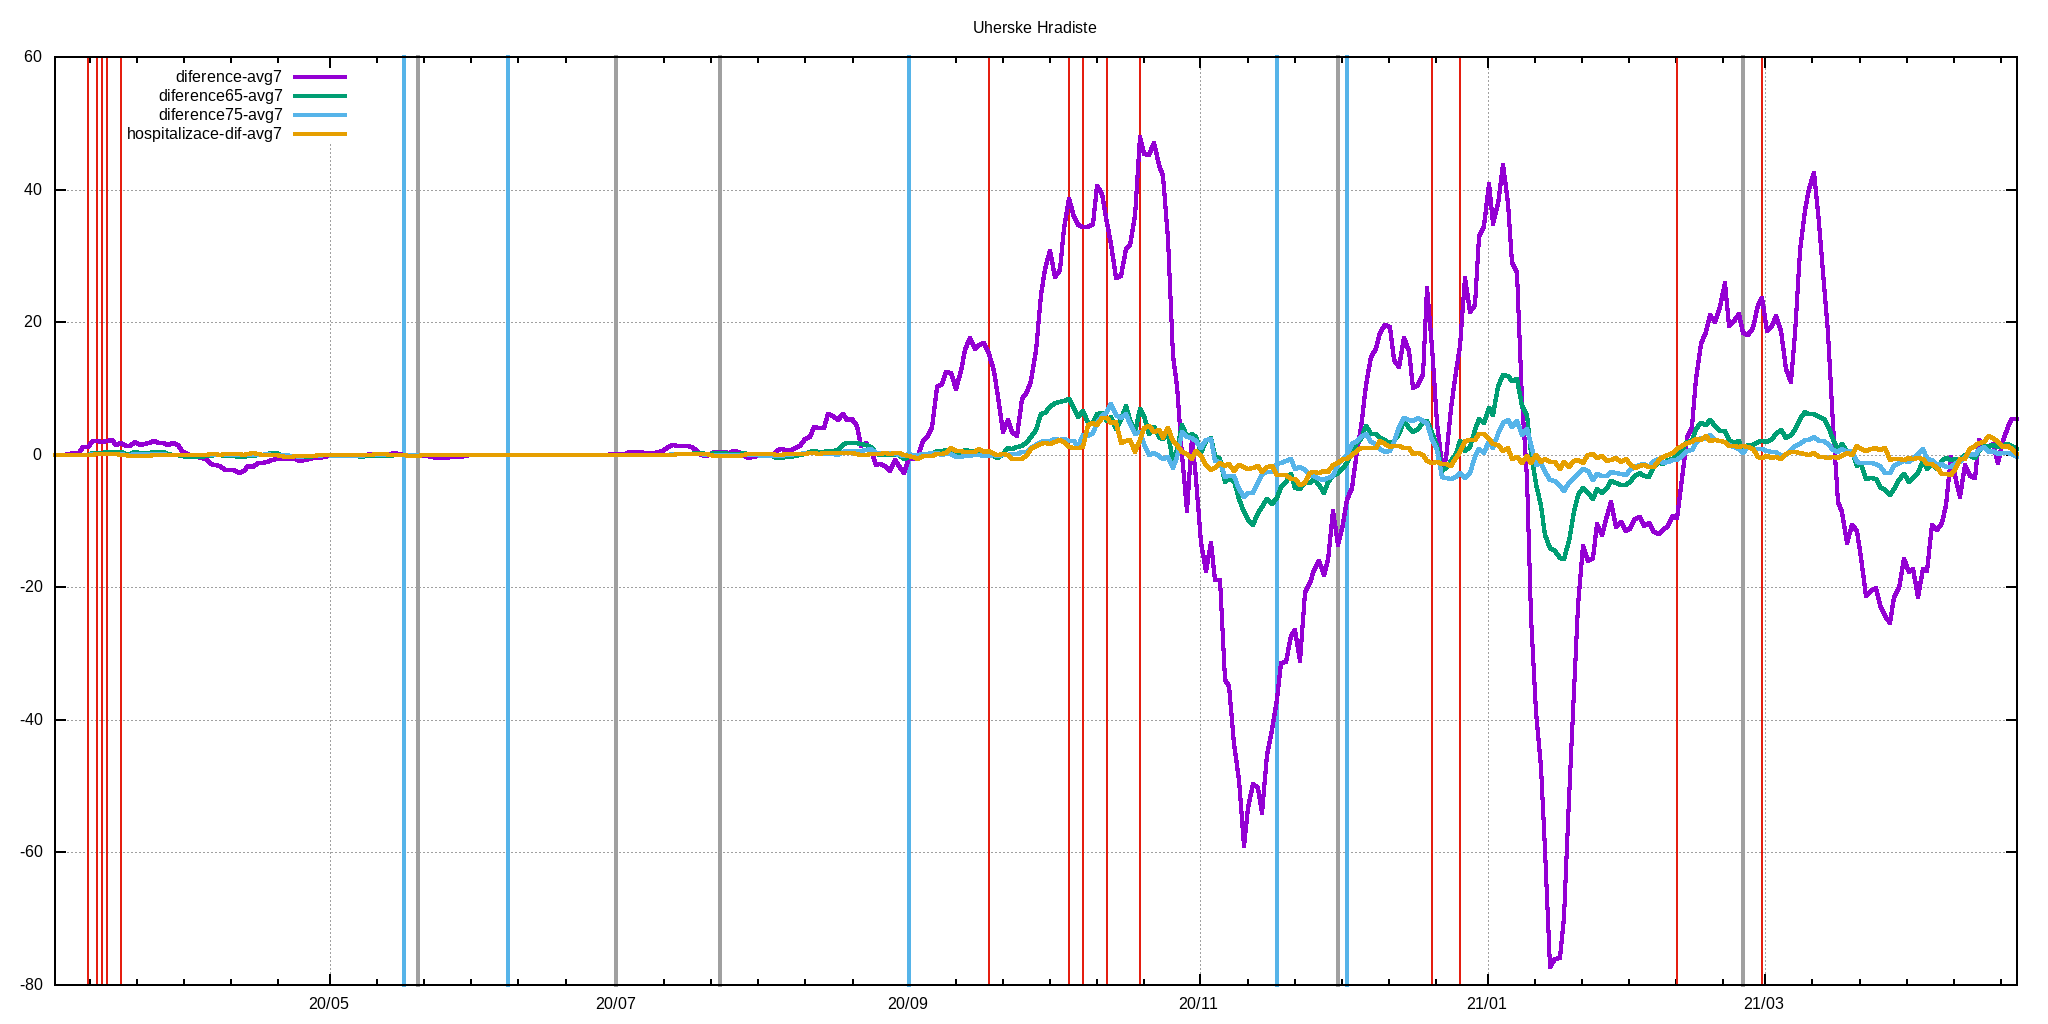 Uherske Hradiste
60
diference-avg7
diference65-avg7
diference75-avg7
hospitalizace-dif-avg7
40
20
0
-20
-40
-60
-80
20/05
20/07
20/09
20/11
21/01
21/03